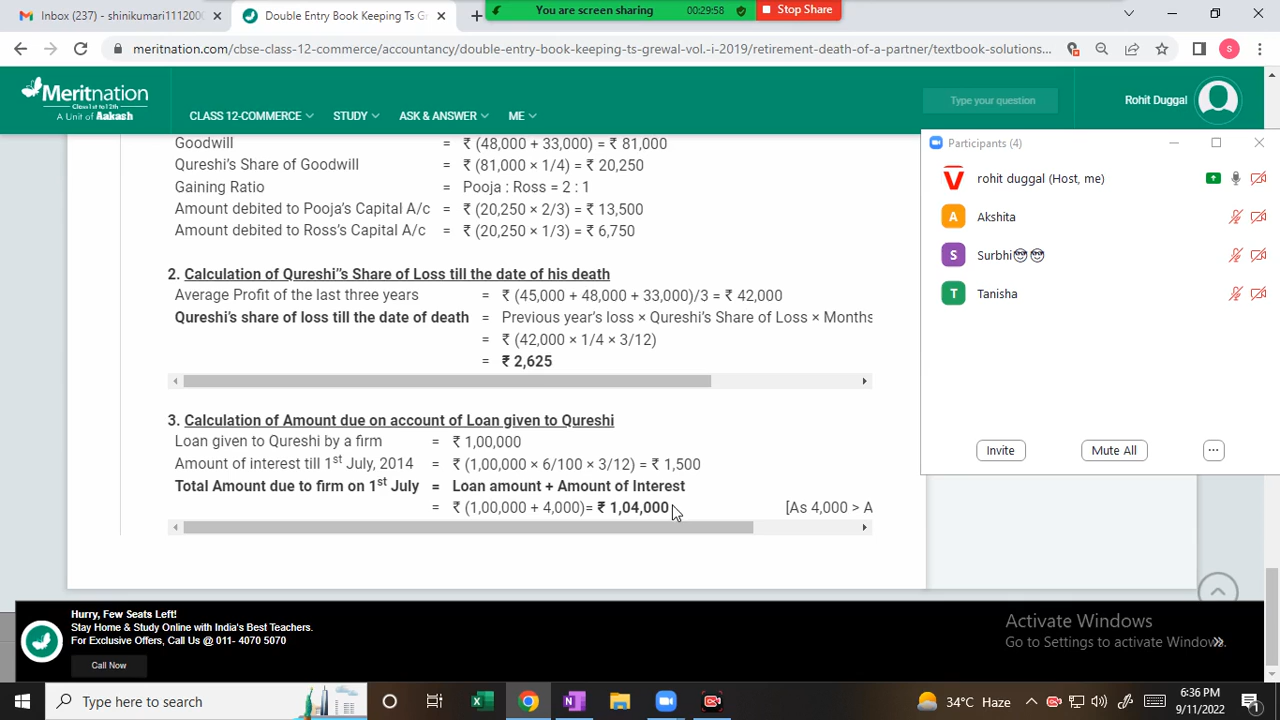 Inbox (237) - shinikumari111200
Double Entry Book Keeping Ts Gr
You are screen sharing
00:29:58
Stop Share
meritnation.com/cbse-class-12-commerce/accountancy/double-entry-book-keeping-ts-grewal-vol.-i-2019/retirement-death-of-a-partner/textbook-solutions...
S
Meritnation
Class 1st to 12th
A Unit of Aakash
CLASS 12-COMMERCE
STUDY
ASK & ANSWER
ME
Type your question
Rohit Duggal
Goodwill = ₹ (48,000 + 33,000) = ₹ 81,000
Qureshi's Share of Goodwill = ₹ (81,000 × 1/4) = ₹ 20,250
Gaining Ratio = Pooja : Ross = 2 : 1
Amount debited to Pooja's Capital A/c = ₹ (20,250 × 2/3) = ₹ 13,500
Amount debited to Ross's Capital A/c = ₹ (20,250 × 1/3) = ₹ 6,750
2. Calculation of Qureshi''s Share of Loss till the date of his death
Average Profit of the last three years = ₹ (45,000 + 48,000 + 33,000)/3 = ₹ 42,000
Qureshi's share of loss till the date of death = Previous year's loss × Qureshi's Share of Loss × Months
= ₹ (42,000 × 1/4 × 3/12)
= ₹ 2,625
3. Calculation of Amount due on account of Loan given to Qureshi
Loan given to Qureshi by a firm = ₹ 1,00,000
Amount of interest till 1st July, 2014 = ₹ (1,00,000 × 6/100 × 3/12) = ₹ 1,500
Total Amount due to firm on 1st July = Loan amount + Amount of Interest
= ₹ (1,00,000 + 4,000)= ₹ 1,04,000 [As 4,000 > A
Participants (4)
V rohit duggal (Host, me)
A Akshita
S Surbhi😎😎
T Tanisha
Invite
Mute All
...
Hurry, Few Seats Left!
Stay Home & Study Online with India's Best Teachers.
For Exclusive Offers, Call Us @ 011- 4070 5070
Call Now
Activate Windows
Go to Settings to activate Windows.
Type here to search
34°C Haze
6:36 PM
9/11/2022
1